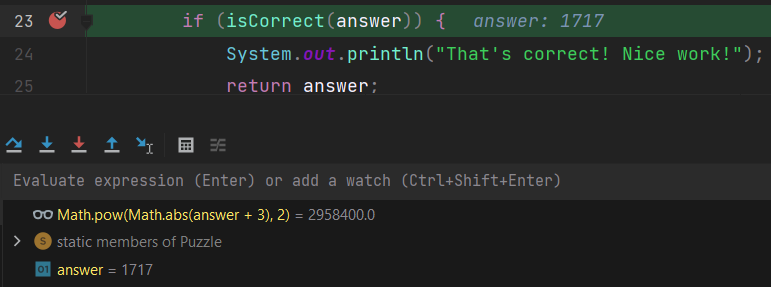 23 if (isCorrect(answer)) { answer: 1717
24 System.out.println("That's correct! Nice work!");
25 return answer;
Evaluate expression (Enter) or add a watch (Ctrl+Shift+Enter)
Math.pow(Math.abs(answer + 3), 2) = 2958400.0
S static members of Puzzle
01 answer = 1717